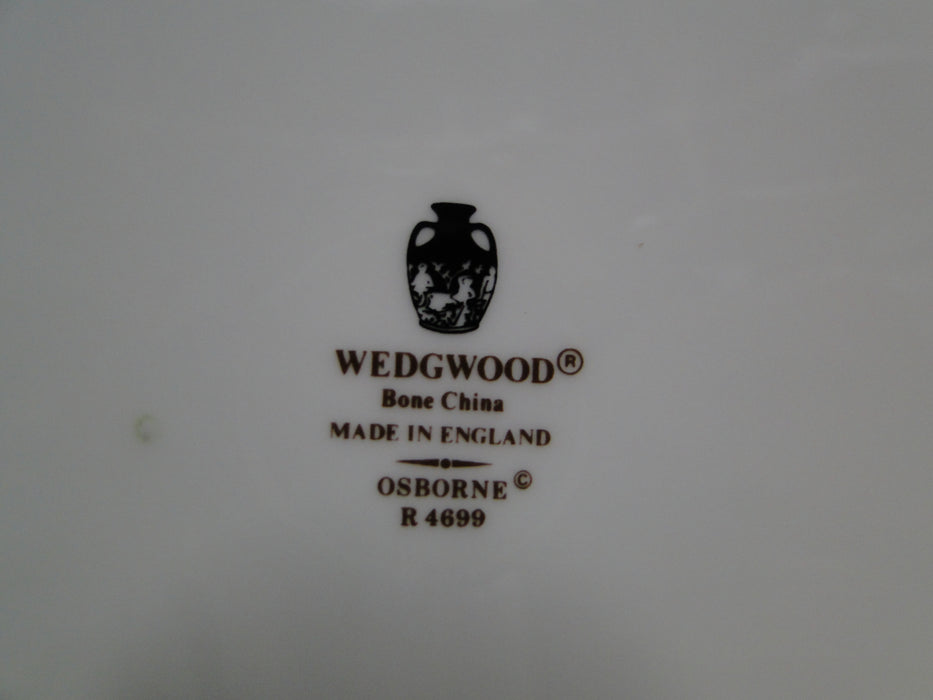 WEDGWOOD®
Bone China
MADE IN ENGLAND
OSBORNE©
R 4699